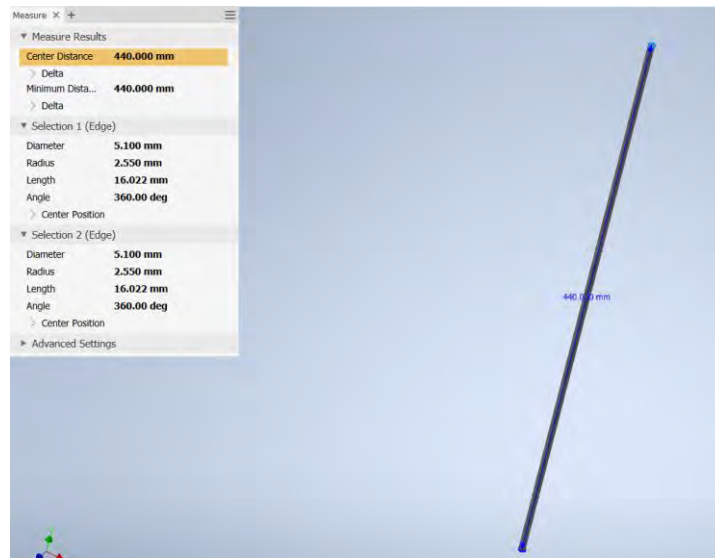 Measure × +
Measure Results
Center Distance 440.000 mm
Delta
Minimum Dista... 440.000 mm
Delta
Selection 1 (Edge)
Diameter 5.100 mm
Radius 2.550 mm
Length 16.022 mm
Angle 360.00 deg
Center Position
Selection 2 (Edge)
Diameter 5.100 mm
Radius 2.550 mm
Length 16.022 mm
Angle 360.00 deg
Center Position
Advanced Settings
440.000 mm